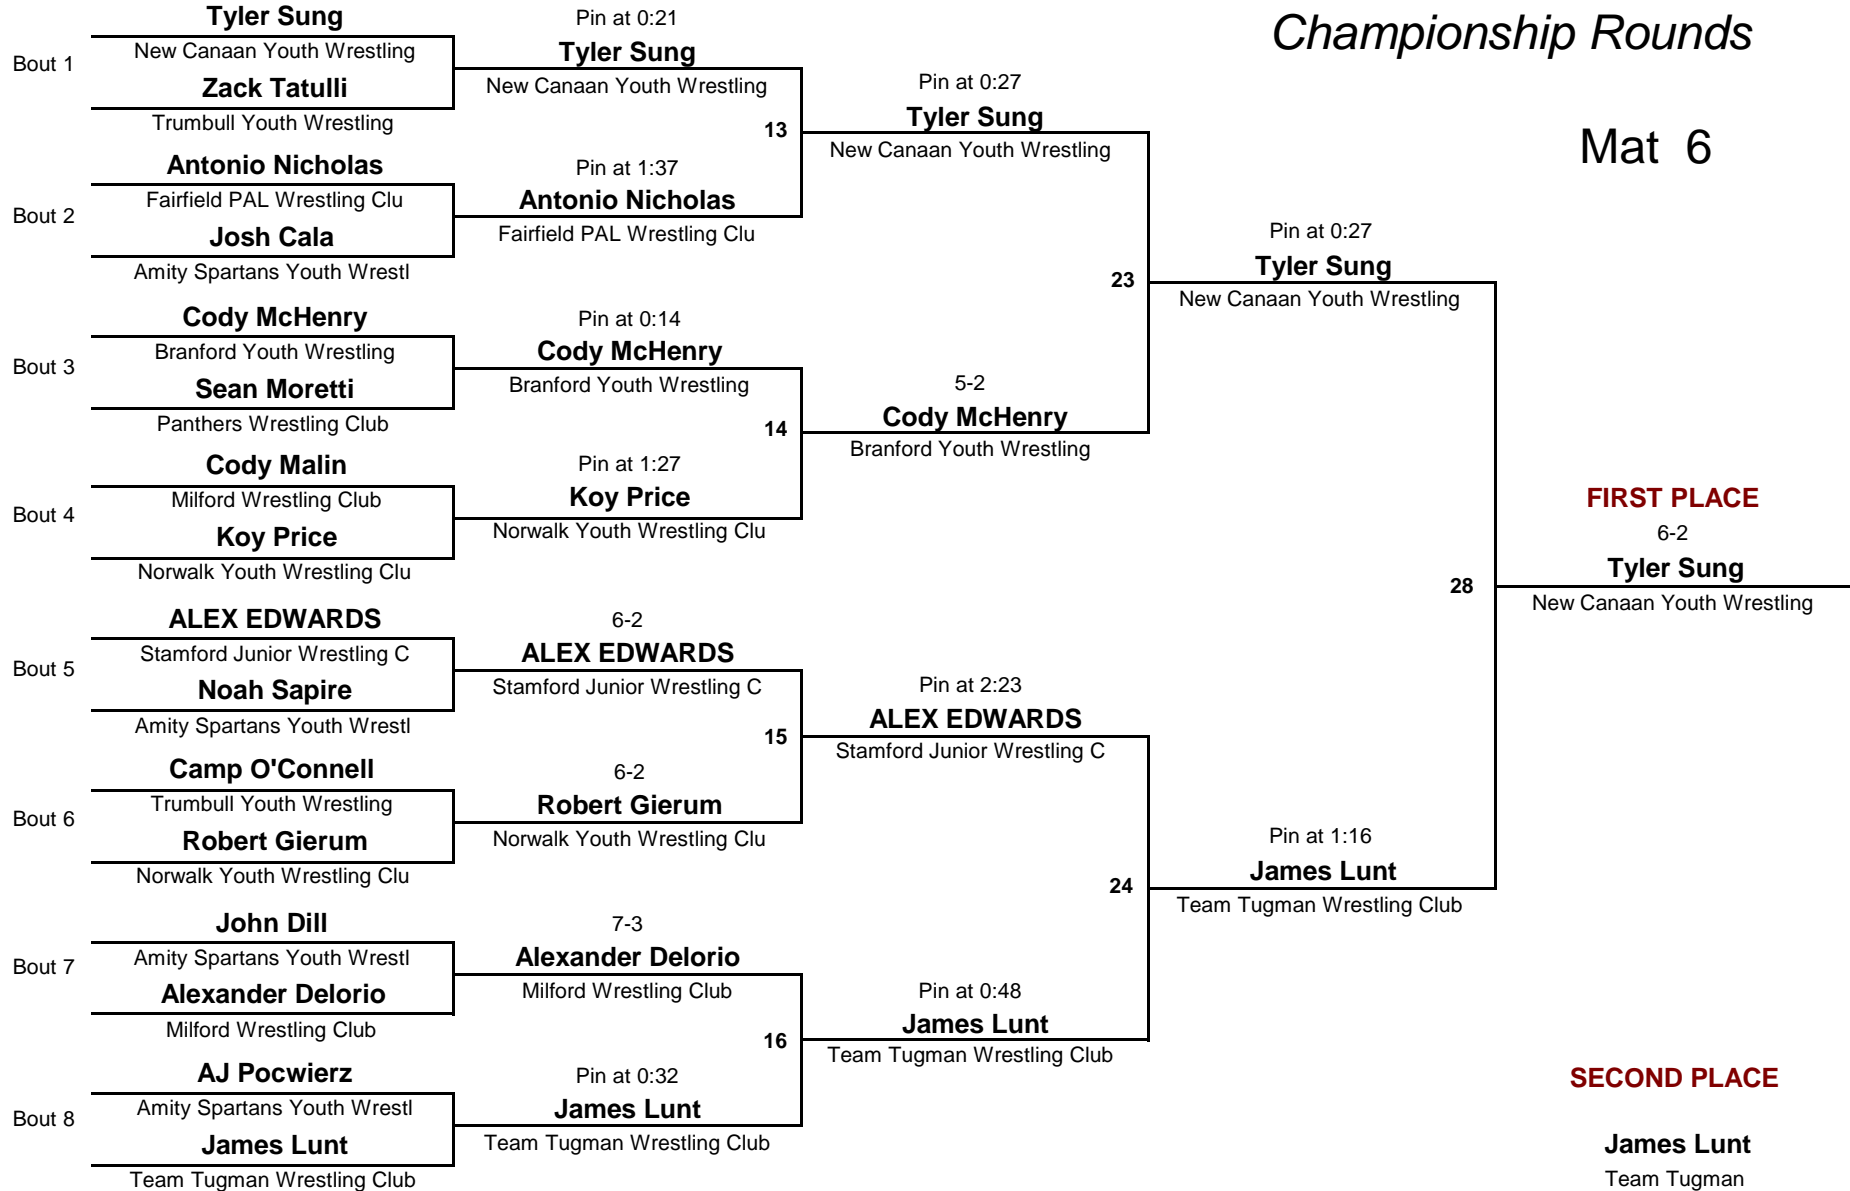 Championship Rounds
Mat 6
Bout 1
Tyler Sung
New Canaan Youth Wrestling
Zack Tatulli
Trumbull Youth Wrestling
Bout 2
Antonio Nicholas
Fairfield PAL Wrestling Clu
Josh Cala
Amity Spartans Youth Wrestl
Bout 3
Cody McHenry
Branford Youth Wrestling
Sean Moretti
Panthers Wrestling Club
Bout 4
Cody Malin
Milford Wrestling Club
Koy Price
Norwalk Youth Wrestling Clu
Bout 5
ALEX EDWARDS
Stamford Junior Wrestling C
Noah Sapire
Amity Spartans Youth Wrestl
Bout 6
Camp O'Connell
Trumbull Youth Wrestling
Robert Gierum
Norwalk Youth Wrestling Clu
Bout 7
John Dill
Amity Spartans Youth Wrestl
Alexander Delorio
Milford Wrestling Club
Bout 8
AJ Pocwierz
Amity Spartans Youth Wrestl
James Lunt
Team Tugman Wrestling Club
Pin at 0:21
Tyler Sung
New Canaan Youth Wrestling
13
Pin at 1:37
Antonio Nicholas
Fairfield PAL Wrestling Clu
Pin at 0:14
Cody McHenry
Branford Youth Wrestling
14
Pin at 1:27
Koy Price
Norwalk Youth Wrestling Clu
6-2
ALEX EDWARDS
Stamford Junior Wrestling C
15
6-2
Robert Gierum
Norwalk Youth Wrestling Clu
7-3
Alexander Delorio
Milford Wrestling Club
16
Pin at 0:32
James Lunt
Team Tugman Wrestling Club
Pin at 0:27
Tyler Sung
New Canaan Youth Wrestling
23
5-2
Cody McHenry
Branford Youth Wrestling
Pin at 2:23
ALEX EDWARDS
Stamford Junior Wrestling C
24
Pin at 0:48
James Lunt
Team Tugman Wrestling Club
Pin at 0:27
Tyler Sung
New Canaan Youth Wrestling
28
Pin at 1:16
James Lunt
Team Tugman Wrestling Club
FIRST PLACE
6-2
Tyler Sung
New Canaan Youth Wrestling
SECOND PLACE
James Lunt
Team Tugman